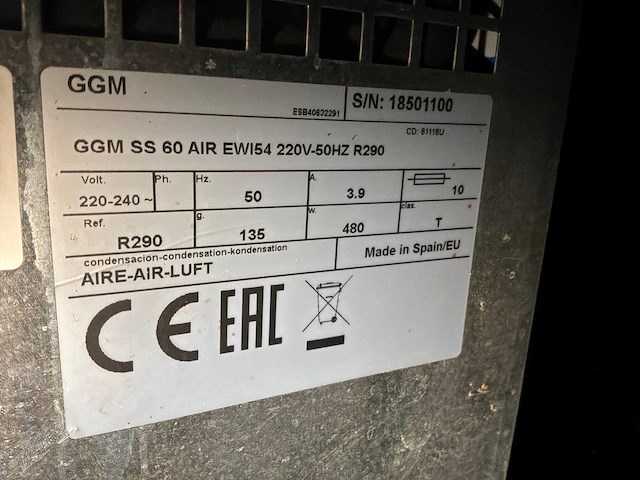 GGM
ESB40632291
S/N: 18501100
CD: 61116U
GGM SS 60 AIR EWI54 220V-50HZ R290
Volt. Ph. Hz. A.
220-240 ~ 50 3.9 10
Ref. g. w. clas.
R290 135 480 T
condensacion-condensation-kondensation
AIRE-AIR-LUFT
Made in Spain/EU
CE EAC